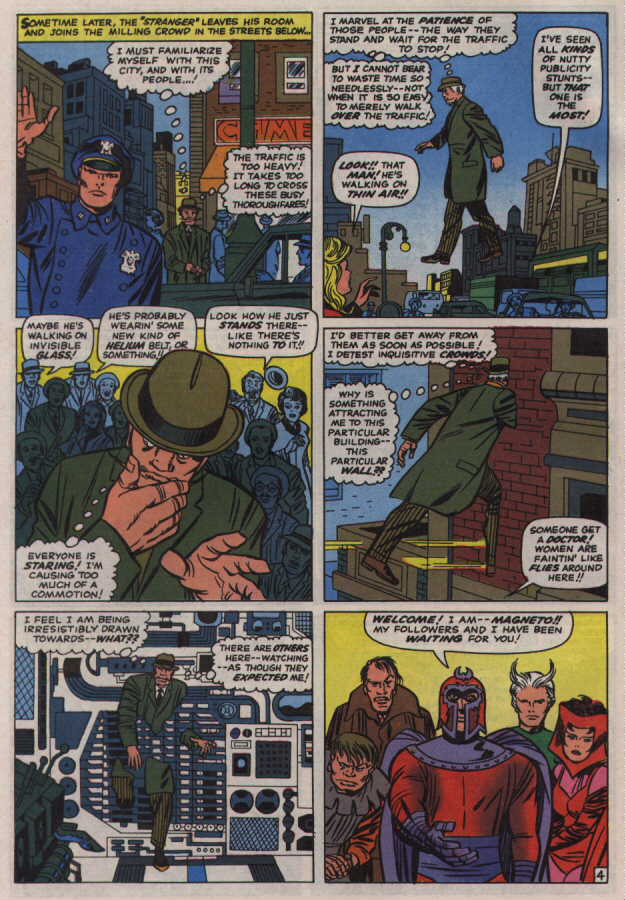 SOMETIME LATER, THE "STRANGER" LEAVES HIS ROOM
AND JOINS THE MILLING CROWD IN THE STREETS BELOW...
I MUST FAMILIARIZE
MYSELF WITH THIS
CITY, AND WITH ITS
PEOPLE....!
THE TRAFFIC IS
TOO HEAVY!
IT TAKES TOO
LONG TO CROSS
THESE BUSY
THOROUGHFARES!
I MARVEL AT THE PATIENCE OF
THOSE PEOPLE--THE WAY THEY
STAND AND WAIT FOR THE TRAFFIC
TO STOP!
BUT I CANNOT BEAR
TO WASTE TIME SO
NEEDLESSLY--NOT
WHEN IT IS SO EASY
TO MERELY WALK
OVER THE TRAFFIC!
I'VE SEEN
ALL KINDS
OF NUTTY
PUBLICITY
STUNTS--
BUT THAT
ONE IS
THE
MOST!
LOOK!! THAT
MAN! HE'S
WALKING ON
THIN AIR!!
MAYBE HE'S
WALKING ON
INVISIBLE
GLASS!
HE'S PROBABLY
WEARIN' SOME
NEW KIND OF
HELIUM BELT, OR
SOMETHING!!
LOOK HOW HE JUST
STANDS THERE--
LIKE THERE'S
NOTHING TO IT!!
EVERYONE IS
STARING! I'M
CAUSING TOO
MUCH OF A
COMMOTION!
I'D BETTER GET AWAY FROM
THEM AS SOON AS POSSIBLE!
I DETEST INQUISITIVE CROWDS!
WHY IS
SOMETHING
ATTRACTING
ME TO THIS
PARTICULAR
BUILDING--
THIS
PARTICULAR
WALL??
SOMEONE GET
A DOCTOR!
WOMEN ARE
FAINTIN' LIKE
FLIES AROUND
HERE!!
I FEEL I AM BEING
IRRESISTIBLY DRAWN
TOWARDS--WHAT??
THERE ARE OTHERS
HERE--WATCHING
--AS THOUGH THEY
EXPECTED ME!
WELCOME! I AM--MAGNETO!!
MY FOLLOWERS AND I HAVE BEEN
WAITING FOR YOU!
4